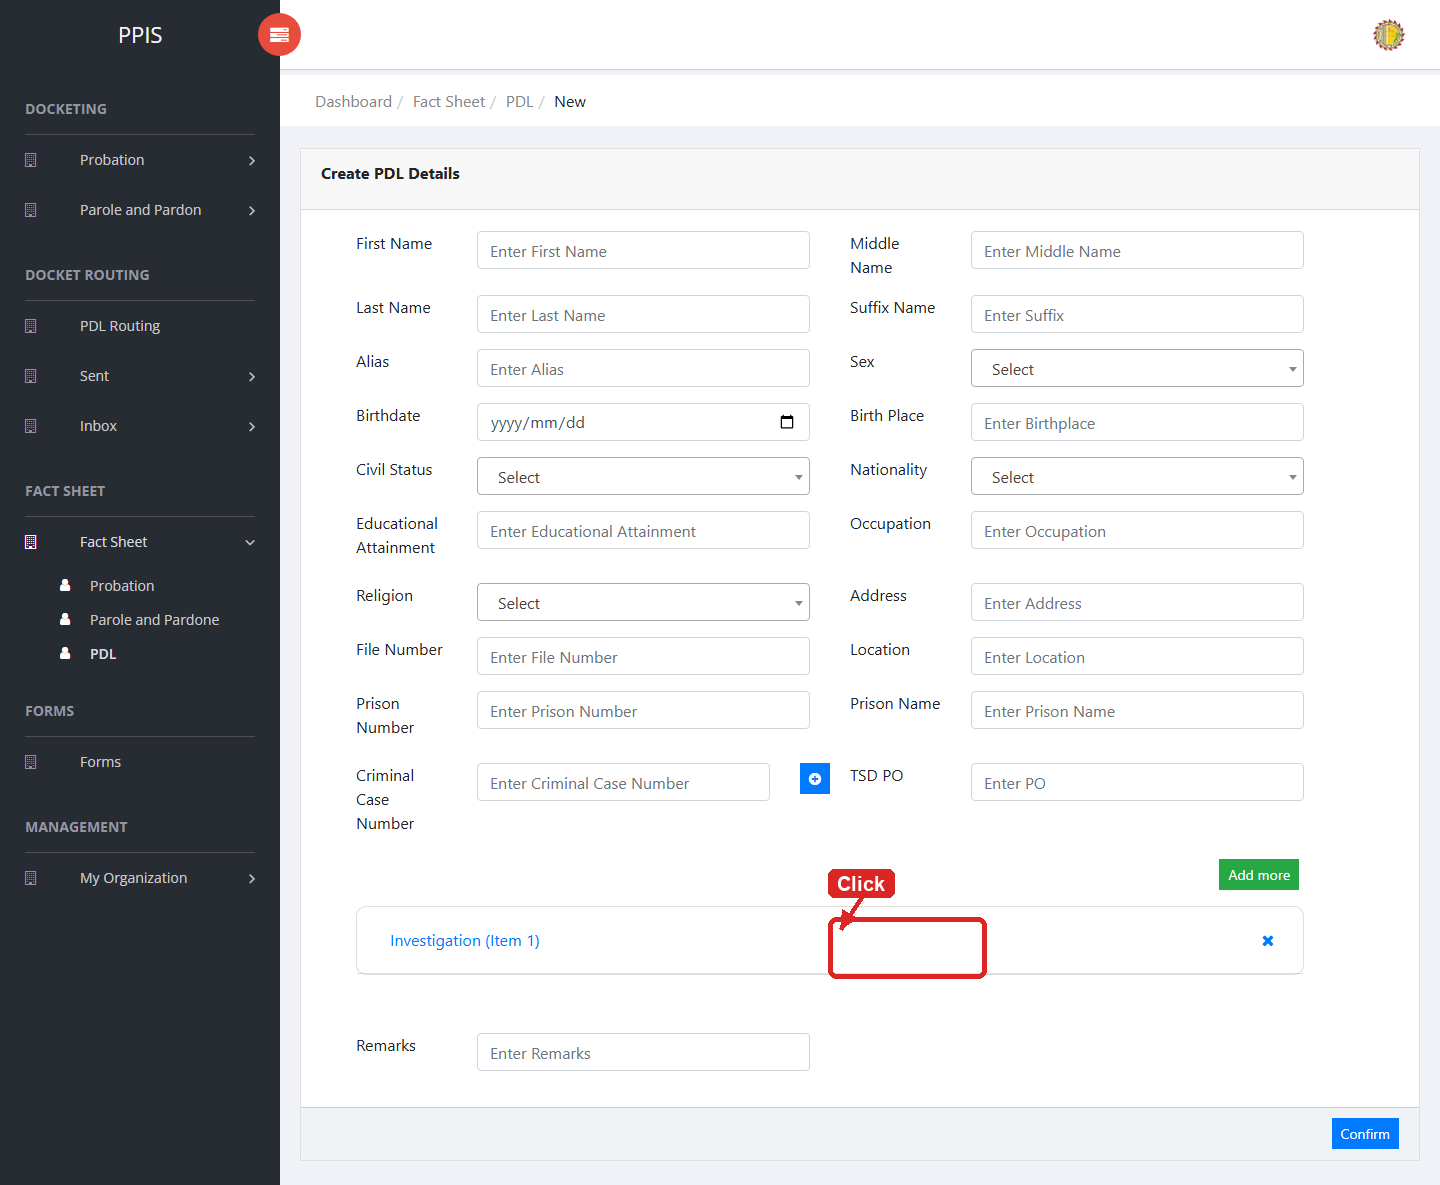 PPIS
DOCKETING
Probation
Parole and Pardon
DOCKET ROUTING
PDL Routing
Sent
Inbox
FACT SHEET
Fact Sheet
Probation
Parole and Pardone
PDL
FORMS
Forms
MANAGEMENT
My Organization
Dashboard / Fact Sheet / PDL / New
Create PDL Details
First Name
Enter First Name
Middle
Name
Enter Middle Name
Last Name
Enter Last Name
Suffix Name
Enter Suffix
Alias
Enter Alias
Sex
Select
Birthdate
yyyy/mm/dd
Birth Place
Enter Birthplace
Civil Status
Select
Nationality
Select
Educational
Attainment
Enter Educational Attainment
Occupation
Enter Occupation
Religion
Select
Address
Enter Address
File Number
Enter File Number
Location
Enter Location
Prison
Number
Enter Prison Number
Prison Name
Enter Prison Name
Criminal
Case
Number
Enter Criminal Case Number
TSD PO
Enter PO
Add more
Click
Investigation (Item 1)
Remarks
Enter Remarks
Confirm